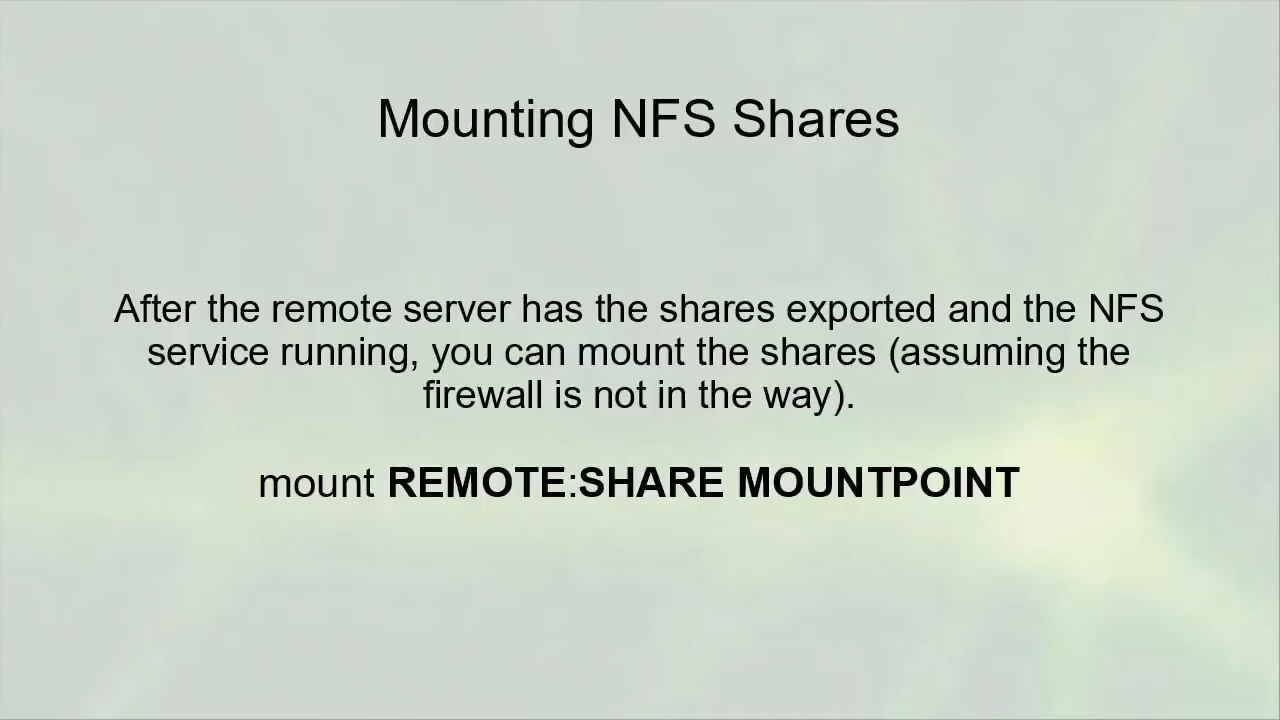 Mounting NFS Shares
After the remote server has the shares exported and the NFS
service running, you can mount the shares (assuming the
firewall is not in the way).
mount REMOTE:SHARE MOUNTPOINT